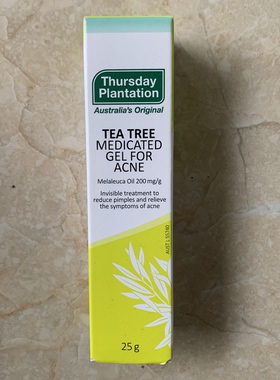 Thursday
Plantation
Australia's Original
TEA TREE
MEDICATED
GEL FOR
ACNE
Melaleuca Oil 200 mg/g
Invisible treatment to
reduce pimples and relieve
the symptoms of acne
25 g